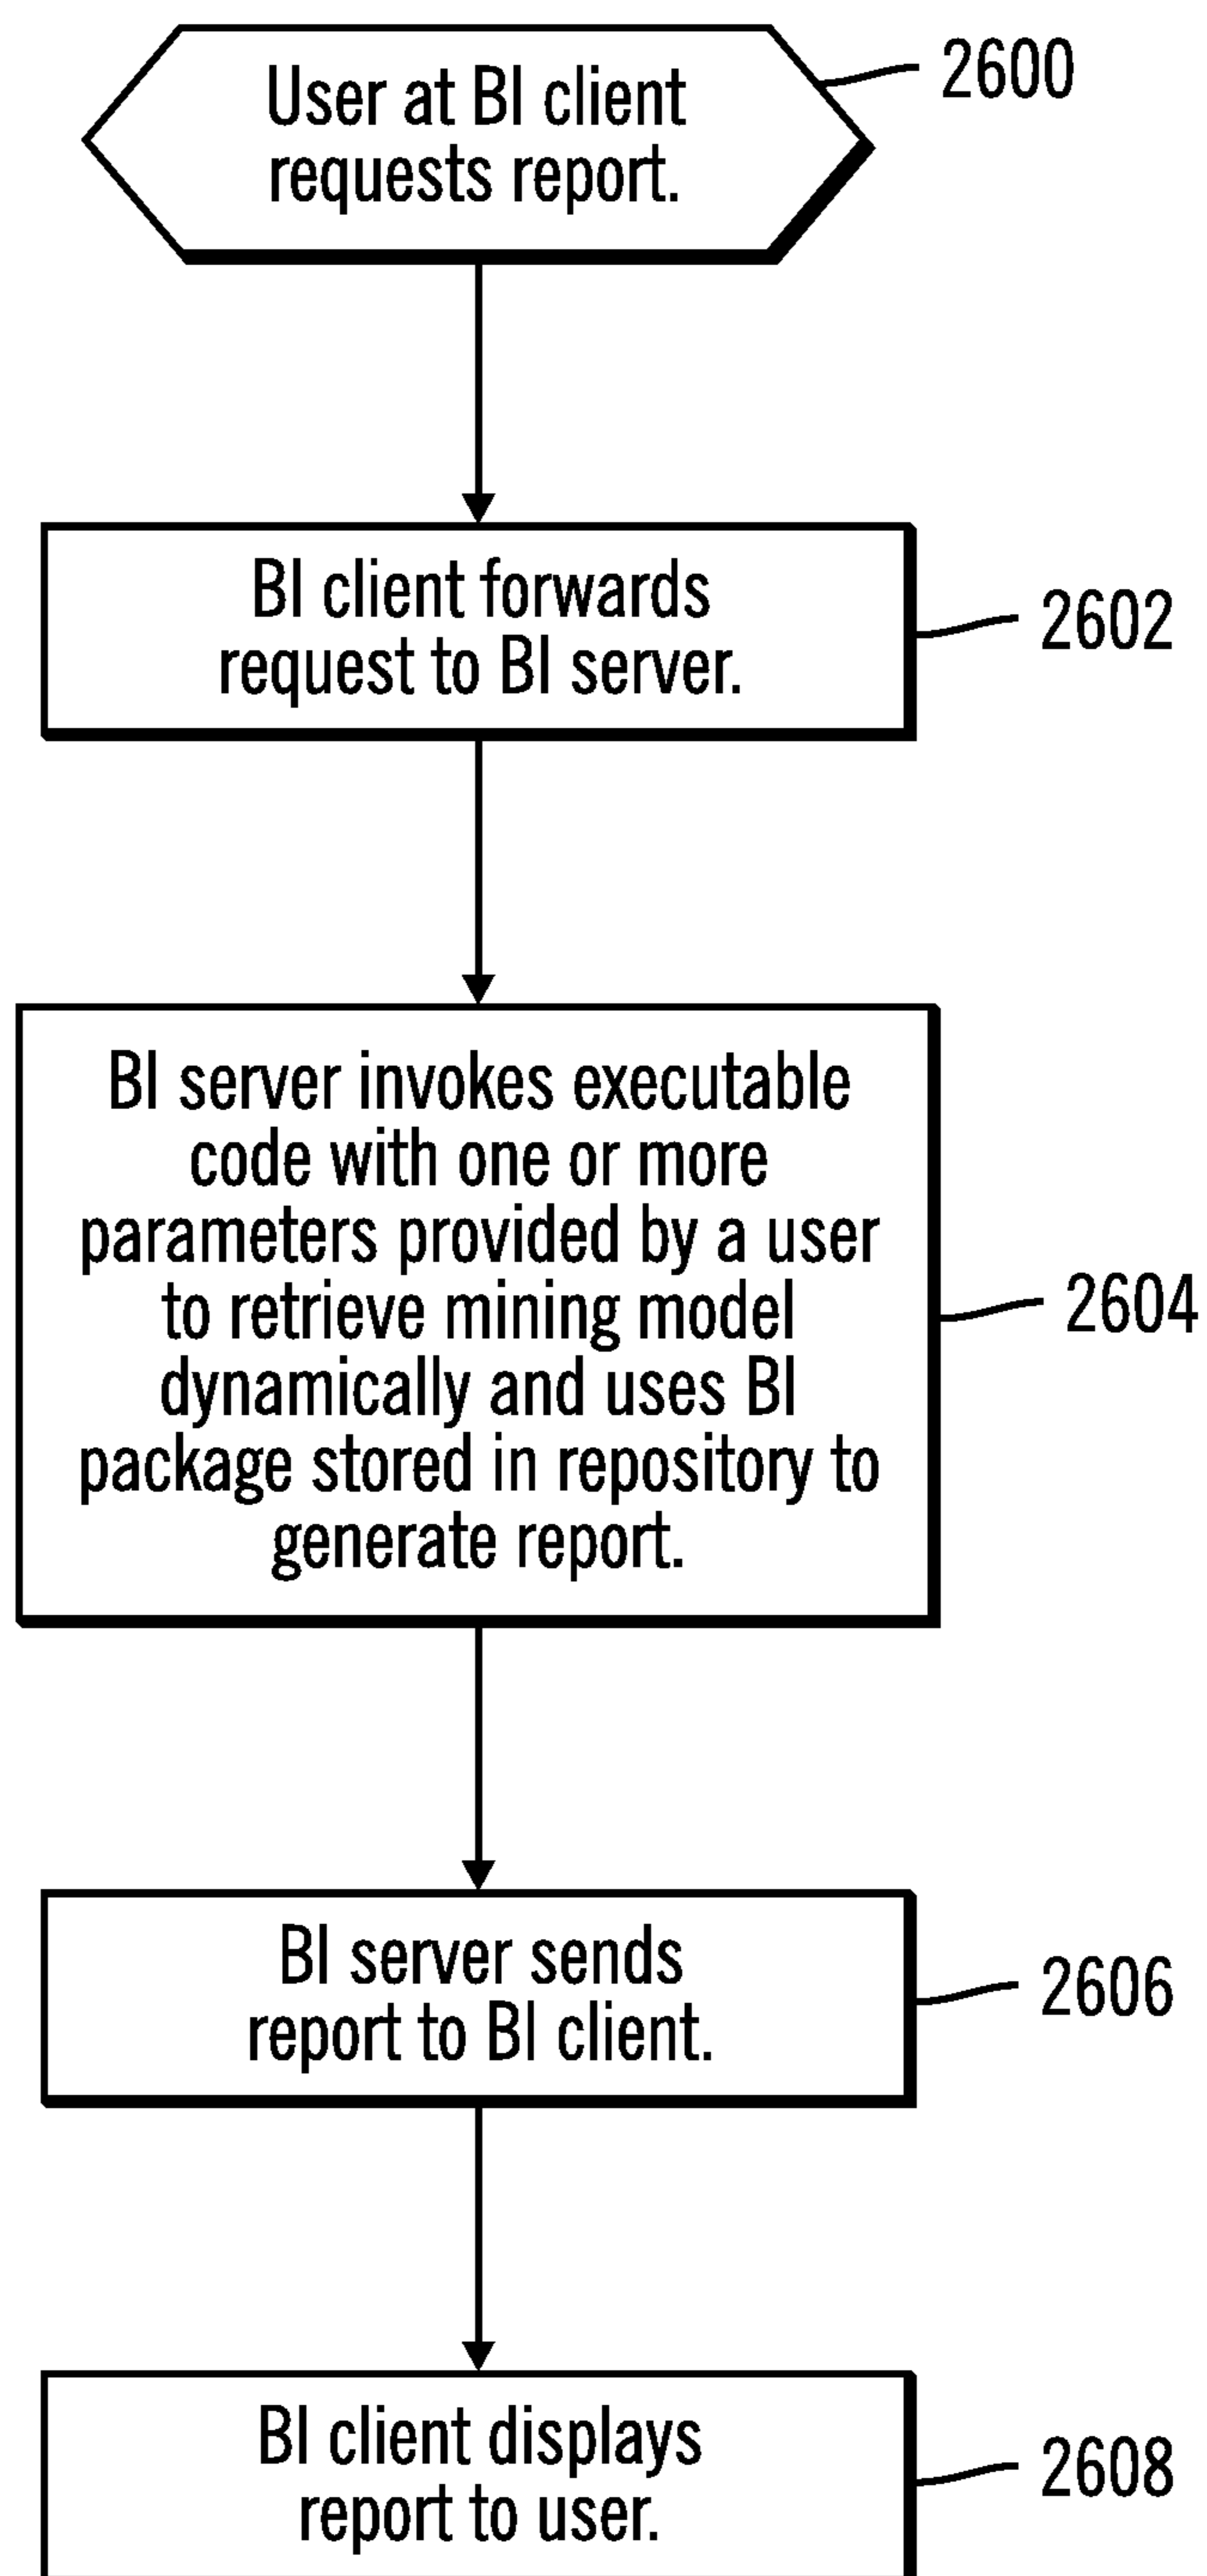 User at BI client
requests report.
2600
BI client forwards
request to BI server.
2602
BI server invokes executable
code with one or more
parameters provided by a user
to retrieve mining model
dynamically and uses BI
package stored in repository to
generate report.
2604
BI server sends
report to BI client.
2606
BI client displays
report to user.
2608